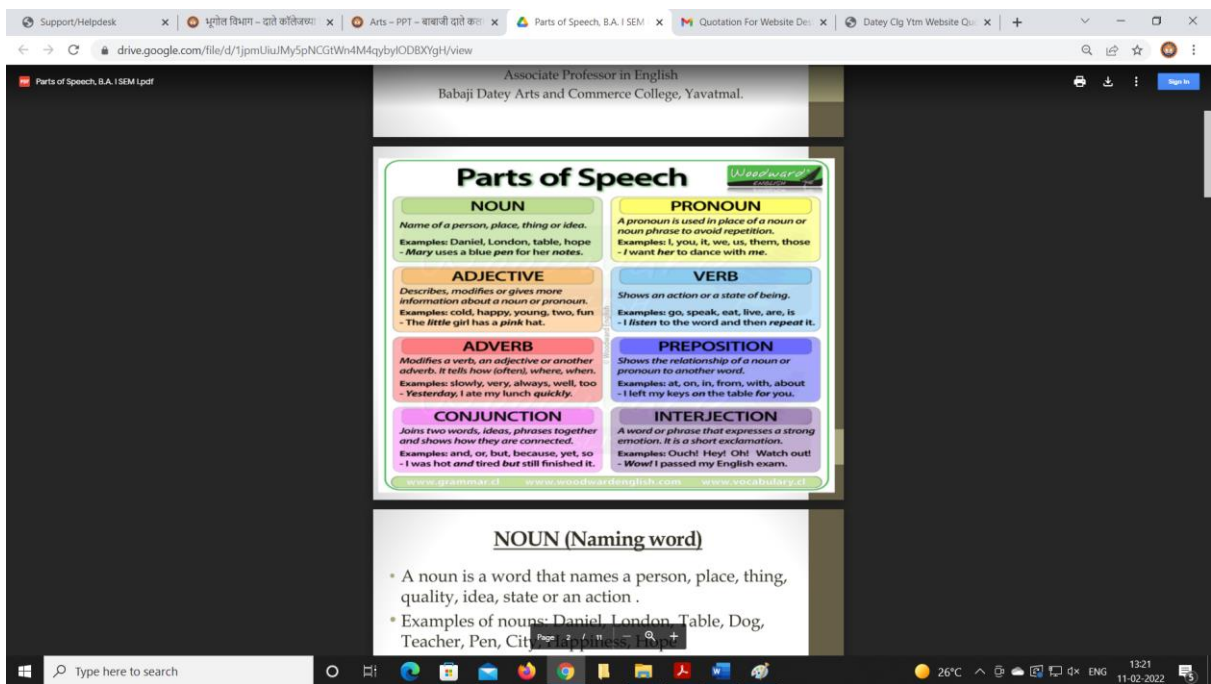 Support/Helpdesk
भूगोल विभाग – दाते कॉलेजच्या
Arts – PPT – बाबाजी दाते कला
Parts of Speech, B.A. I SEM
Quotation For Website Des
Datey Clg Ytm Website Quo
drive.google.com/file/d/1jpmUiuJMy5pNCGtWn4M4qybyIODBXYgH/view
Parts of Speech, B.A. I SEM I.pdf
Sign in
Associate Professor in English
Babaji Datey Arts and Commerce College, Yavatmal.
Parts of Speech
Woodward
ENGLISH
NOUN
Name of a person, place, thing or idea.
Examples: Daniel, London, table, hope
- Mary uses a blue pen for her notes.
PRONOUN
A pronoun is used in place of a noun or
noun phrase to avoid repetition.
Examples: I, you, it, we, us, them, those
- I want her to dance with me.
ADJECTIVE
Describes, modifies or gives more
information about a noun or pronoun.
Examples: cold, happy, young, two, fun
- The little girl has a pink hat.
VERB
Shows an action or a state of being.
Examples: go, speak, eat, live, are, is
- I listen to the word and then repeat it.
ADVERB
Modifies a verb, an adjective or another
adverb. It tells how (often), where, when.
Examples: slowly, very, always, well, too
- Yesterday, I ate my lunch quickly.
PREPOSITION
Shows the relationship of a noun or
pronoun to another word.
Examples: at, on, in, from, with, about
- I left my keys on the table for you.
CONJUNCTION
Joins two words, ideas, phrases together
and shows how they are connected.
Examples: and, or, but, because, yet, so
- I was hot and tired but still finished it.
INTERJECTION
A word or phrase that expresses a strong
emotion. It is a short exclamation.
Examples: Ouch! Hey! Oh! Watch out!
- Wow! I passed my English exam.
© Woodward English
www.grammar.cl www.woodwardenglish.com www.vocabulary.cl
NOUN (Naming word)
• A noun is a word that names a person, place, thing,
quality, idea, state or an action .
• Examples of nouns: Daniel, London, Table, Dog,
Teacher, Pen, City, Happiness, Hope
Page 2 / 11
Type here to search
26°C
ENG
13:21
11-02-2022
5